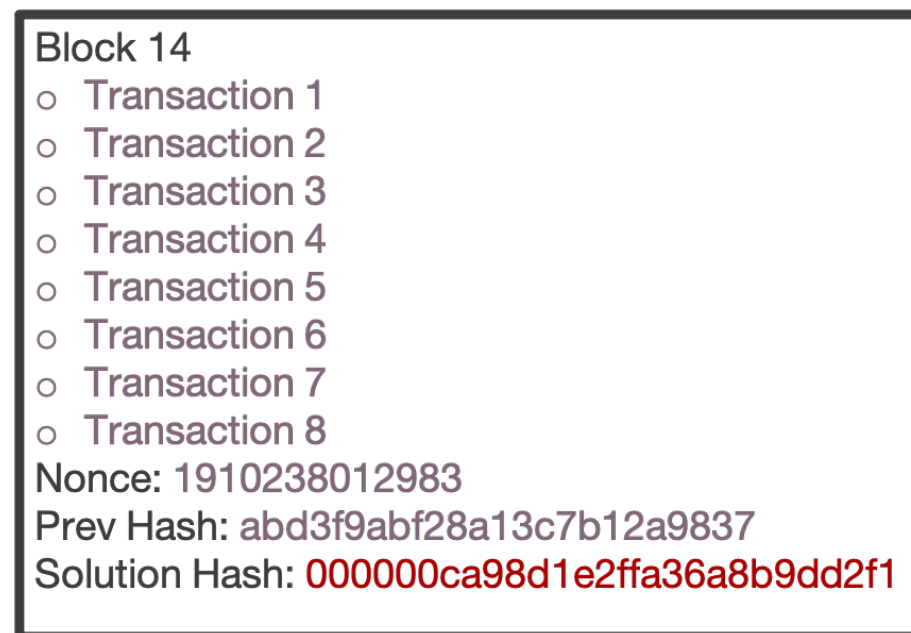 Block 14
○ Transaction 1
○ Transaction 2
○ Transaction 3
○ Transaction 4
○ Transaction 5
○ Transaction 6
○ Transaction 7
○ Transaction 8
Nonce: 1910238012983
Prev Hash: abd3f9abf28a13c7b12a9837
Solution Hash: 000000ca98d1e2ffa36a8b9dd2f1